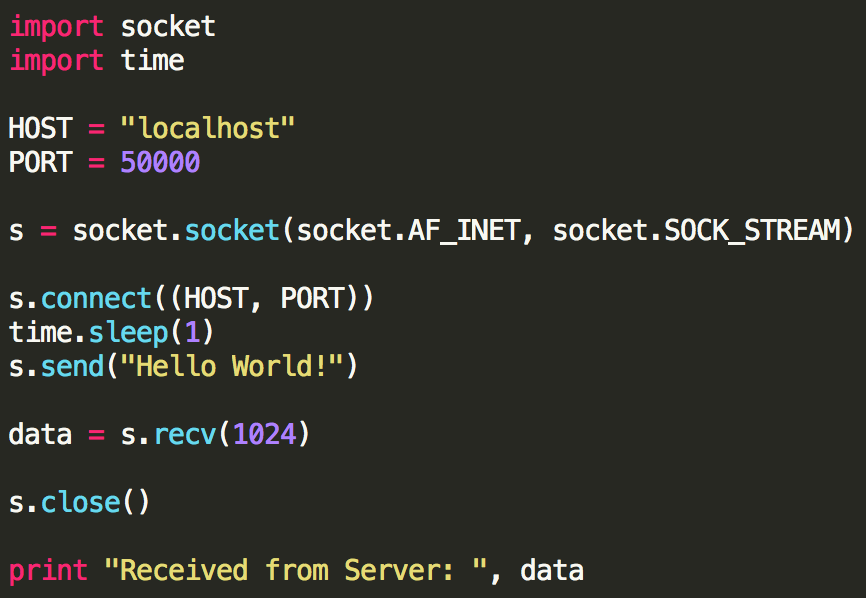 import socket
import time
HOST = "localhost"
PORT = 50000
s = socket.socket(socket.AF_INET, socket.SOCK_STREAM)
s.connect((HOST, PORT))
time.sleep(1)
s.send("Hello World!")
data = s.recv(1024)
s.close()
print "Received from Server: ", data